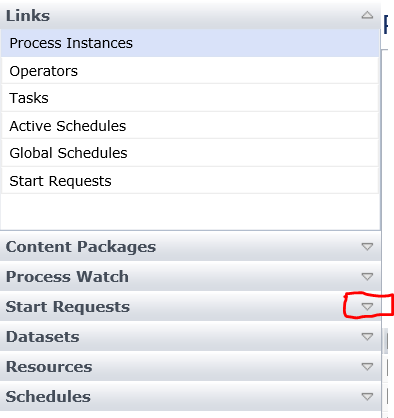 Links
Process Instances
Operators
Tasks
Active Schedules
Global Schedules
Start Requests
Content Packages
Process Watch
Start Requests
Datasets
Resources
Schedules